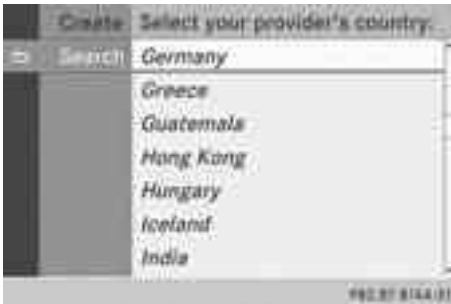 Create Select your provider's country:
Search Germany
Greece
Guatemala
Hong Kong
Hungary
Iceland
India